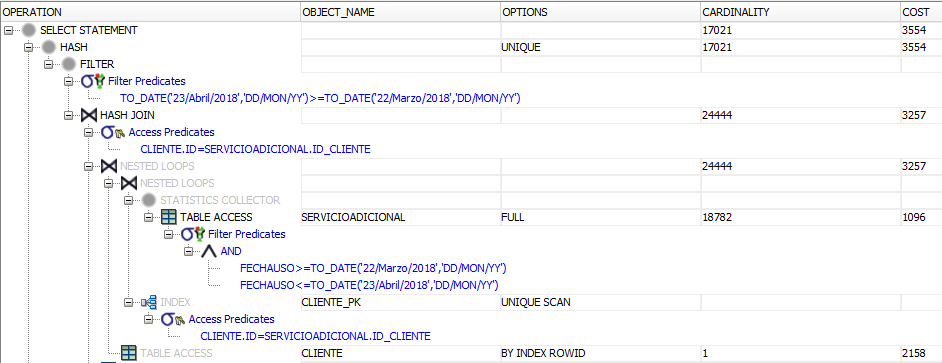 OPERATION OBJECT_NAME OPTIONS CARDINALITY COST
SELECT STATEMENT 17021 3554
HASH UNIQUE 17021 3554
FILTER
Filter Predicates
TO_DATE('23/Abril/2018','DD/MON/YY')>=TO_DATE('22/Marzo/2018','DD/MON/YY')
HASH JOIN 24444 3257
Access Predicates
CLIENTE.ID=SERVICIOADICIONAL.ID_CLIENTE
NESTED LOOPS 24444 3257
NESTED LOOPS
STATISTICS COLLECTOR
TABLE ACCESS SERVICIOADICIONAL FULL 18782 1096
Filter Predicates
AND
FECHAUSO>=TO_DATE('22/Marzo/2018','DD/MON/YY')
FECHAUSO<=TO_DATE('23/Abril/2018','DD/MON/YY')
INDEX CLIENTE_PK UNIQUE SCAN
Access Predicates
CLIENTE.ID=SERVICIOADICIONAL.ID_CLIENTE
TABLE ACCESS CLIENTE BY INDEX ROWID 1 2158